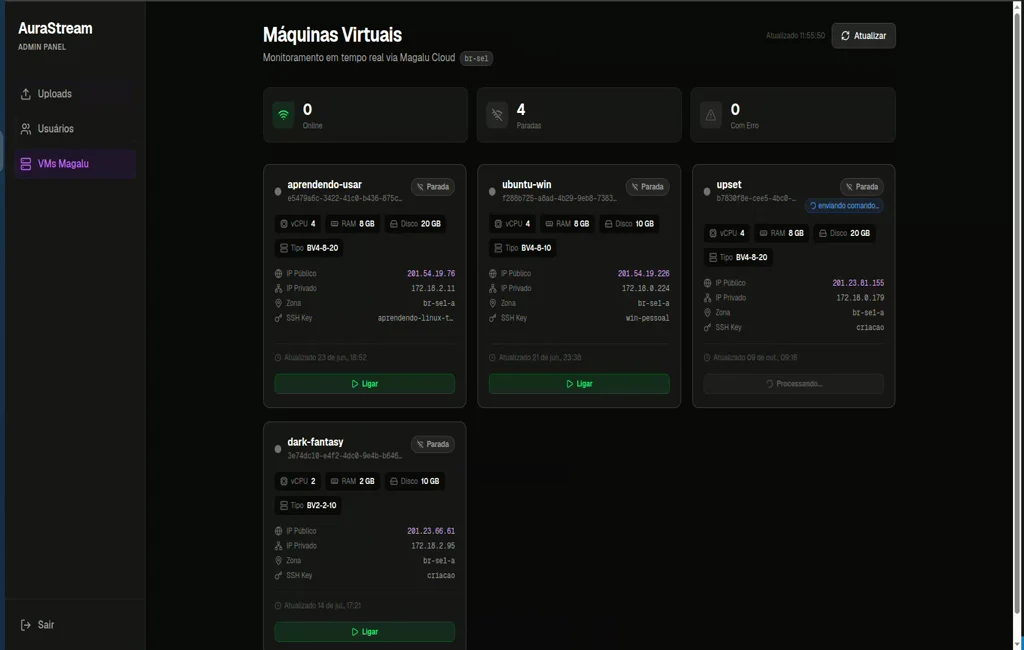 AuraStream
ADMIN PANEL
Uploads
Usuários
VMs Magalu
Sair
Máquinas Virtuais
Monitoramento em tempo real via Magalu Cloud br-se1
Atualizado 11:55:50
Atualizar
0
Online
4
Paradas
0
Com Erro
aprendendo-usar
Parada
e5479a6c-3422-41c0-b436-875c…
vCPU 4 RAM 8 GB Disco 20 GB
Tipo BV4-8-20
IP Público 201.54.19.76
IP Privado 172.18.2.11
Zona br-se1-a
SSH Key aprendendo-linux-t…
Atualizado 23 de jun., 18:52
Ligar
ubuntu-win
Parada
f288b725-a8ad-4b29-9eb8-7383…
vCPU 4 RAM 8 GB Disco 10 GB
Tipo BV4-8-10
IP Público 201.54.19.226
IP Privado 172.18.0.224
Zona br-se1-a
SSH Key win-pessoal
Atualizado 21 de jun., 23:38
Ligar
upset
Parada
b7830f8e-cee5-4bc0-…
enviando comando…
vCPU 4 RAM 8 GB Disco 20 GB
Tipo BV4-8-20
IP Público 201.23.81.155
IP Privado 172.18.0.179
Zona br-se1-a
SSH Key criacao
Atualizado 09 de out., 09:16
Processando…
dark-fantasy
Parada
3e74dc10-e4f2-4dc0-9e4b-b646…
vCPU 2 RAM 2 GB Disco 10 GB
Tipo BV2-2-10
IP Público 201.23.66.61
IP Privado 172.18.2.95
Zona br-se1-a
SSH Key criacao
Atualizado 14 de jul., 17:21
Ligar